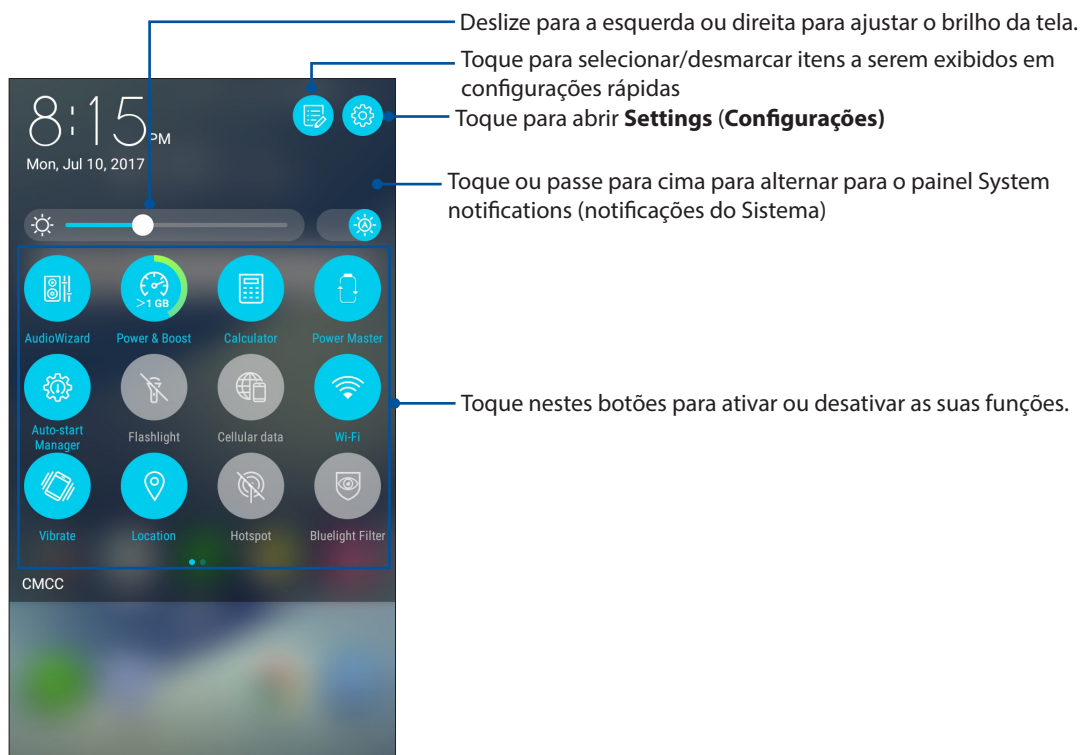 Deslize para a esquerda ou direita para ajustar o brilho da tela.
Toque para selecionar/desmarcar itens a serem exibidos em
configurações rápidas
Toque para abrir Settings (Configurações)
Toque ou passe para cima para alternar para o painel System
notifications (notificações do Sistema)
8:15 PM
Mon, Jul 10, 2017
A
>1 GB
AudioWizard Power & Boost Calculator Power Master
Auto-start
Manager
Flashlight Cellular data Wi-Fi
Toque nestes botões para ativar ou desativar as suas funções.
Vibrate Location Hotspot Bluelight Filter
CMCC